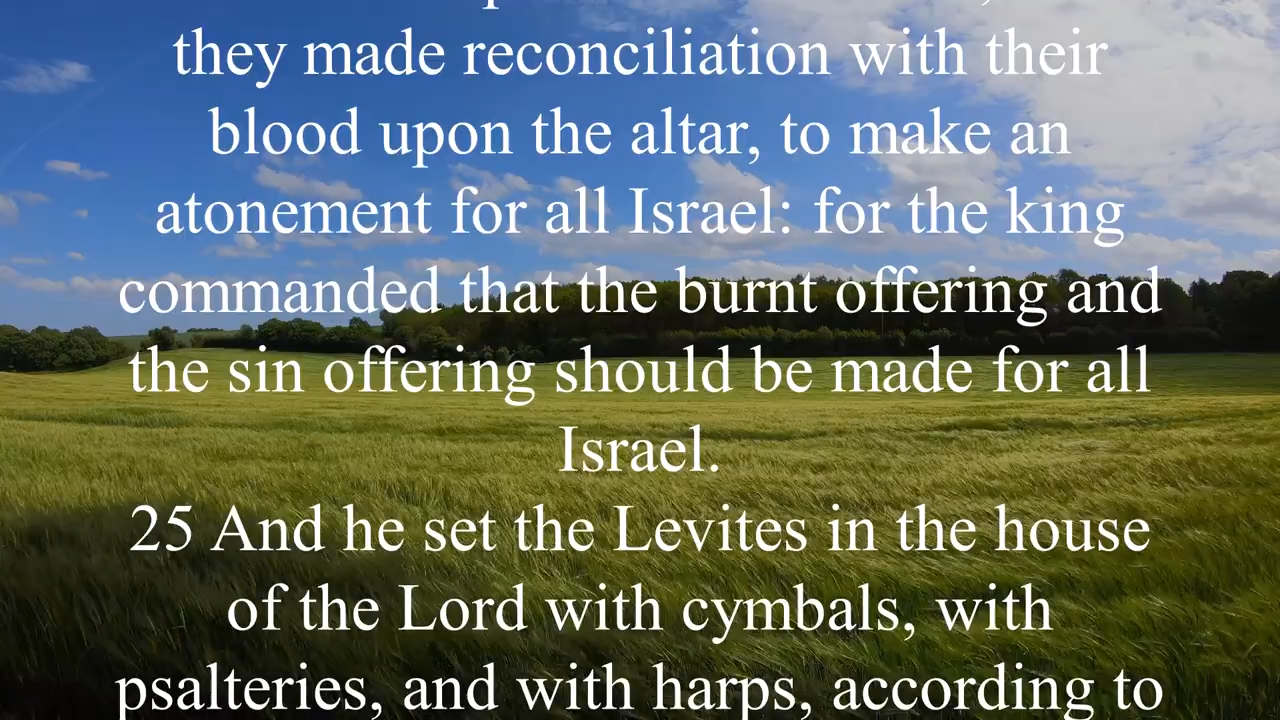 they made reconciliation with their
blood upon the altar, to make an
atonement for all Israel: for the king
commanded that the burnt offering and
the sin offering should be made for all
Israel.
25 And he set the Levites in the house
of the Lord with cymbals, with
psalteries, and with harps, according to